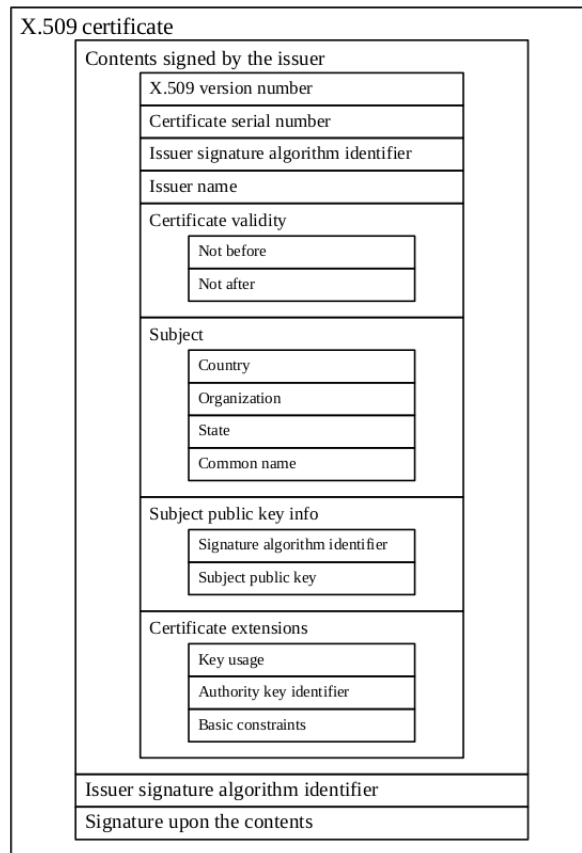 X.509 certificate
Contents signed by the issuer
X.509 version number
Certificate serial number
Issuer signature algorithm identifier
Issuer name
Certificate validity
Not before
Not after
Subject
Country
Organization
State
Common name
Subject public key info
Signature algorithm identifier
Subject public key
Certificate extensions
Key usage
Authority key identifier
Basic constraints
Issuer signature algorithm identifier
Signature upon the contents